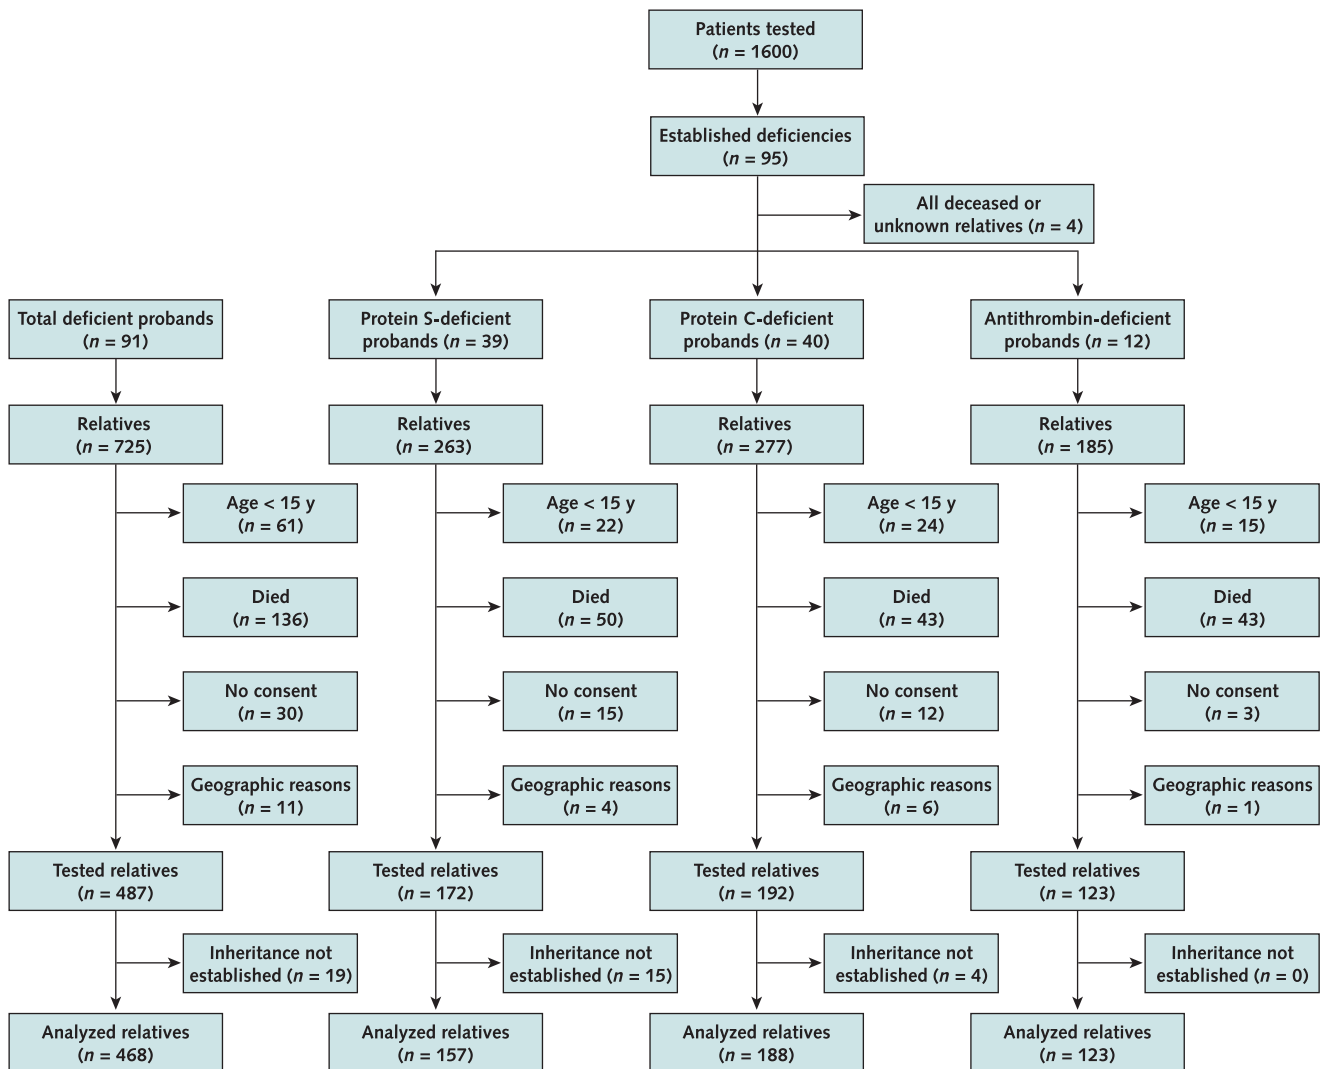 Patients tested
(n = 1600)
Established deficiencies
(n = 95)
All deceased or
unknown relatives (n = 4)
Total deficient probands
(n = 91)
Protein S-deficient
probands (n = 39)
Protein C-deficient
probands (n = 40)
Antithrombin-deficient
probands (n = 12)
Relatives
(n = 725)
Relatives
(n = 263)
Relatives
(n = 277)
Relatives
(n = 185)
Age < 15 y
(n = 61)
Age < 15 y
(n = 22)
Age < 15 y
(n = 24)
Age < 15 y
(n = 15)
Died
(n = 136)
Died
(n = 50)
Died
(n = 43)
Died
(n = 43)
No consent
(n = 30)
No consent
(n = 15)
No consent
(n = 12)
No consent
(n = 3)
Geographic reasons
(n = 11)
Geographic reasons
(n = 4)
Geographic reasons
(n = 6)
Geographic reasons
(n = 1)
Tested relatives
(n = 487)
Tested relatives
(n = 172)
Tested relatives
(n = 192)
Tested relatives
(n = 123)
Inheritance not
established (n = 19)
Inheritance not
established (n = 15)
Inheritance not
established (n = 4)
Inheritance not
established (n = 0)
Analyzed relatives
(n = 468)
Analyzed relatives
(n = 157)
Analyzed relatives
(n = 188)
Analyzed relatives
(n = 123)